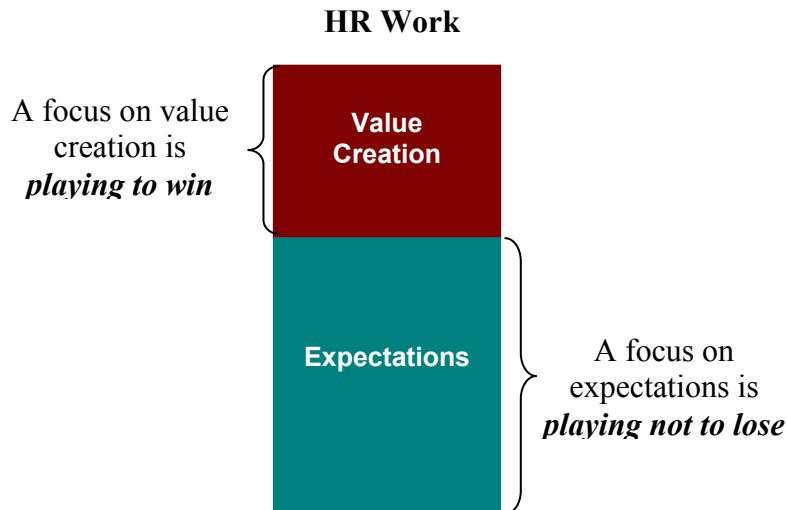 HR Work
A focus on value
creation is
playing to win
Value
Creation
Expectations
A focus on
expectations is
playing not to lose